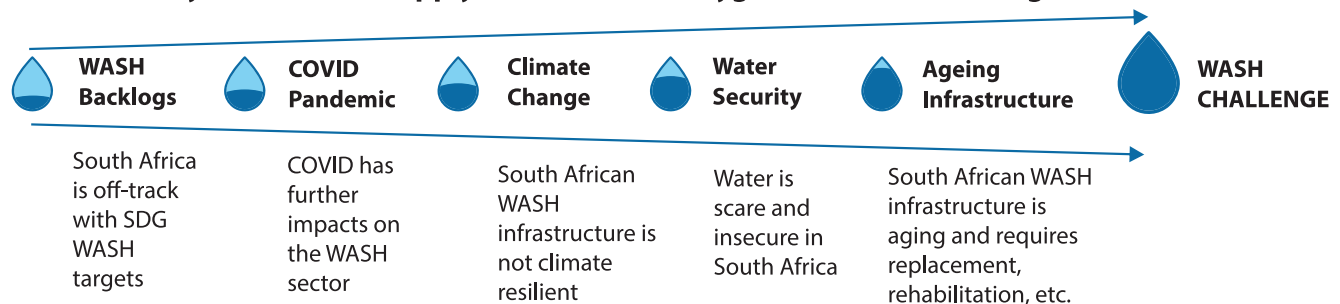 WASH
Backlogs
COVID
Pandemic
Climate
Change
Water
Security
Ageing
Infrastructure
WASH
CHALLENGE
South Africa
is off-track
with SDG
WASH
targets
COVID has
further
impacts on
the WASH
sector
South African
WASH
infrastructure is
not climate
resilient
Water is
scare and
insecure in
South Africa
South African WASH
infrastructure is
aging and requires
replacement,
rehabilitation, etc.